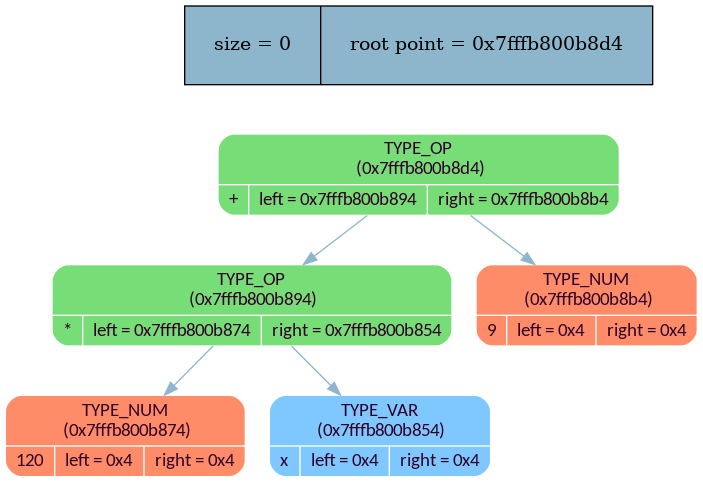 size = 0 root point = 0x7fffb800b8d4
TYPE_OP
(0x7fffb800b8d4)
+ left = 0x7fffb800b894 right = 0x7fffb800b8b4
TYPE_OP
(0x7fffb800b894)
* left = 0x7fffb800b874 right = 0x7fffb800b854
TYPE_NUM
(0x7fffb800b8b4)
9 left = 0x4 right = 0x4
TYPE_NUM
(0x7fffb800b874)
120 left = 0x4 right = 0x4
TYPE_VAR
(0x7fffb800b854)
x left = 0x4 right = 0x4